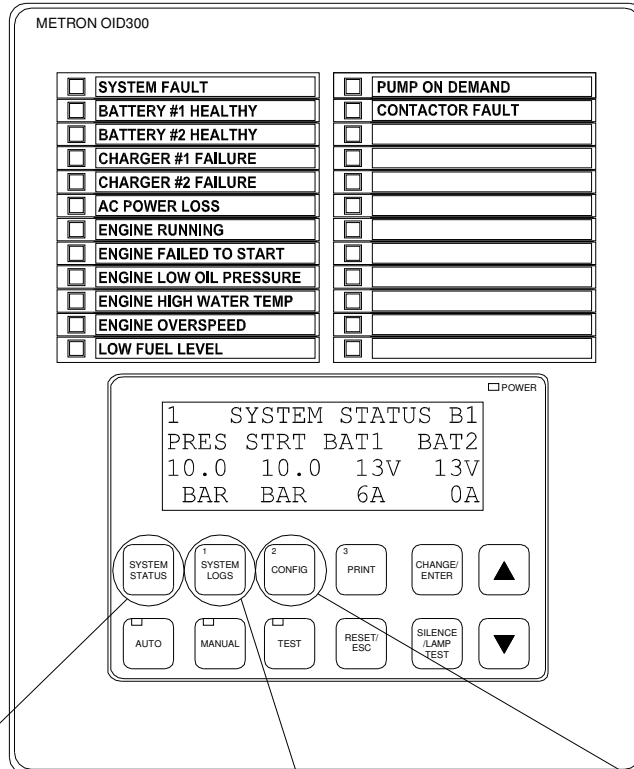 METRON OID300
SYSTEM FAULT
BATTERY #1 HEALTHY
BATTERY #2 HEALTHY
CHARGER #1 FAILURE
CHARGER #2 FAILURE
AC POWER LOSS
ENGINE RUNNING
ENGINE FAILED TO START
ENGINE LOW OIL PRESSURE
ENGINE HIGH WATER TEMP
ENGINE OVERSPEED
LOW FUEL LEVEL
PUMP ON DEMAND
CONTACTOR FAULT
POWER
1 SYSTEM STATUS B1
PRES STRT BAT1 BAT2
10.0 10.0 13V 13V
BAR BAR 6A 0A
SYSTEM
STATUS
1
SYSTEM
LOGS
2
CONFIG
3
PRINT
CHANGE/
ENTER
AUTO
MANUAL
TEST
RESET/
ESC
SILENCE
/LAMP
TEST